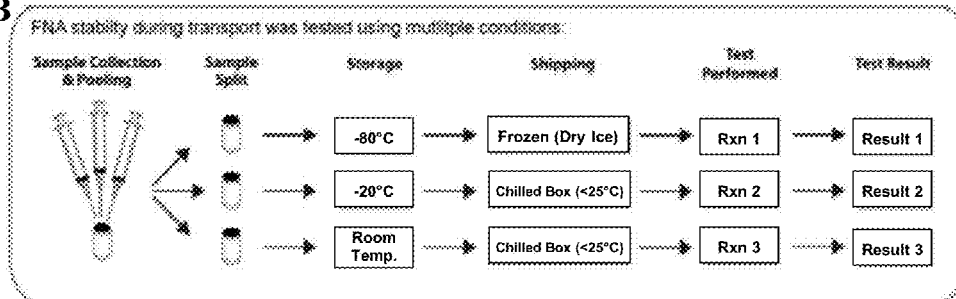 B
FNA stability during transport was tested using multiple conditions:
Sample Collection & Pooling
Sample Split
Storage
Shipping
Test Performed
Test Result
-80°C
Frozen (Dry Ice)
Rxn 1
Result 1
-20°C
Chilled Box (<25°C)
Rxn 2
Result 2
Room Temp.
Chilled Box (<25°C)
Rxn 3
Result 3